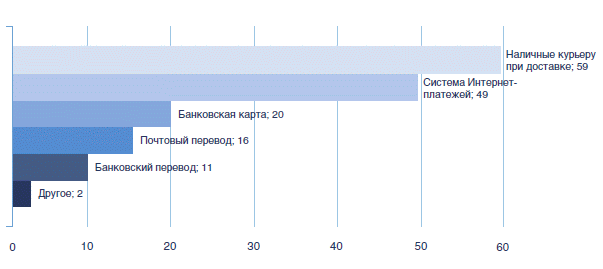 Наличные курьеру
при доставке; 59
Система Интернет-
платежей; 49
Банковская карта; 20
Почтовый перевод; 16
Банковский перевод; 11
Другое; 2
0 10 20 30 40 50 60